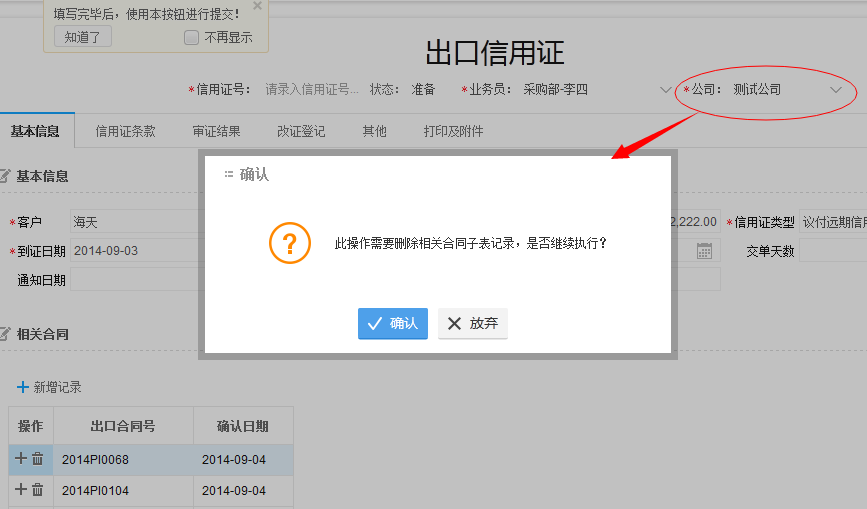 填写完毕后，使用本按钮进行提交！
知道了 不再显示
出口信用证
*信用证号： 请录入信用证号... 状态： 准备 *业务员： 采购部-李四 *公司： 测试公司
基本信息 信用证条款 审证结果 改证登记 其他 打印及附件
基本信息
确认
*客户 海天 2,222.00 *信用证类型 议付远期信用
*到证日期 2014-09-03 交单天数
此操作需要删除相关合同子表记录，是否继续执行？
通知日期
确认 放弃
相关合同
新增记录
操作 出口合同号 确认日期
2014PI0068 2014-09-04
2014PI0104 2014-09-04